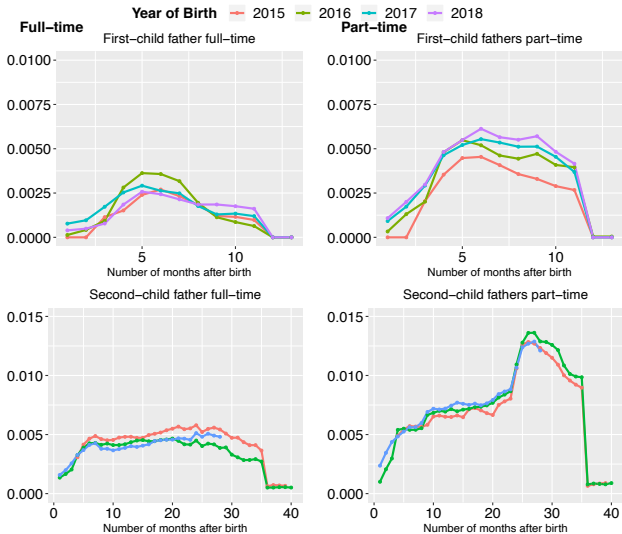 Year of Birth 2015 2016 2017 2018
Full−time Part−time
First−child father full−time
0.0100
0.0075
0.0050
0.0025
0.0000
5 10
Number of months after birth
First−child fathers part−time
0.0100
0.0075
0.0050
0.0025
0.0000
5 10
Number of months after birth
Second−child father full−time
0.015
0.010
0.005
0.000
0 10 20 30 40
Number of months after birth
Second−child fathers part−time
0.015
0.010
0.005
0.000
0 10 20 30 40
Number of months after birth